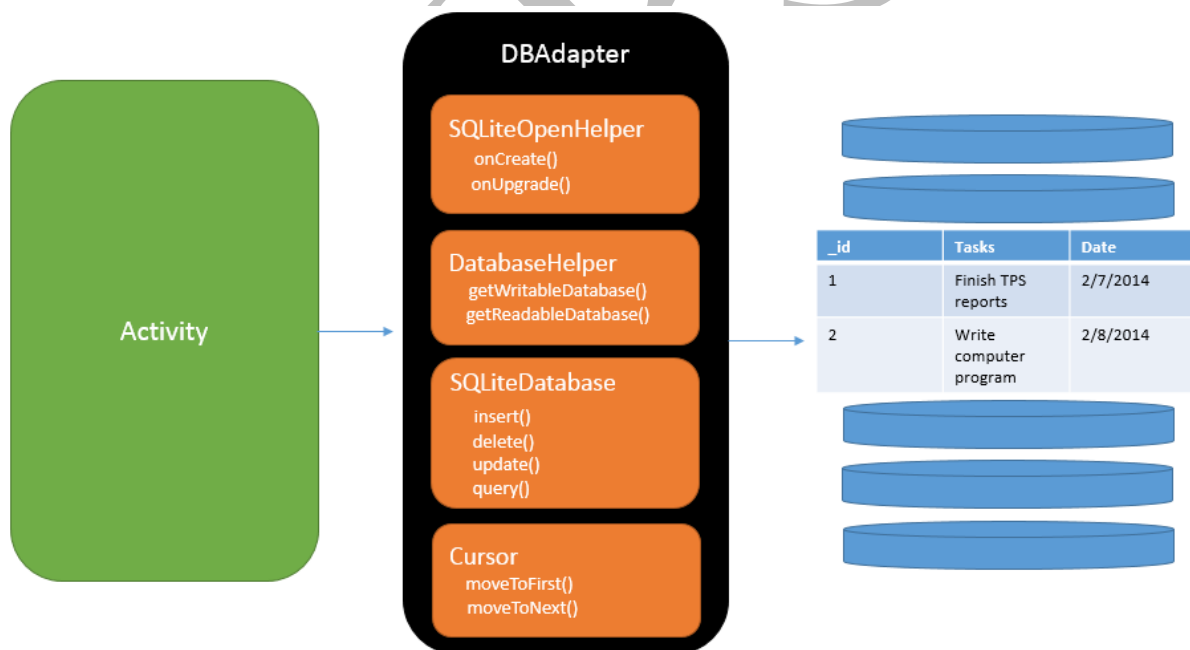 DBAdapter
SQLiteOpenHelper
onCreate()
onUpgrade()
DatabaseHelper
getWritableDatabase()
getReadableDatabase()
SQLiteDatabase
insert()
delete()
update()
query()
Cursor
moveToFirst()
moveToNext()
Activity
_id Tasks Date
1 Finish TPS 2/7/2014
reports
2 Write 2/8/2014
computer
program